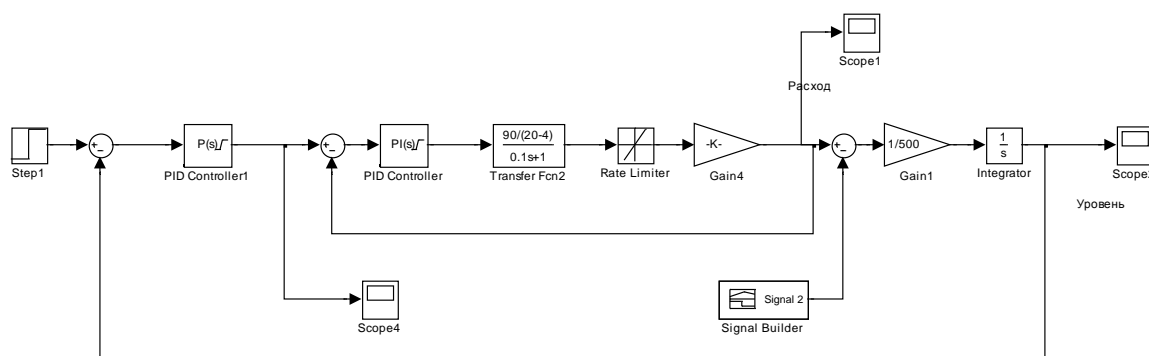 Scope1
Расход
Step1
P(s)
PID Controller1
PI(s)
PID Controller
90/(20-4)
0.1s+1
Transfer Fcn2
Rate Limiter
-K-
Gain4
1/500
Gain1
1
s
Integrator
Уровень
Scope4
Signal 2
Signal Builder